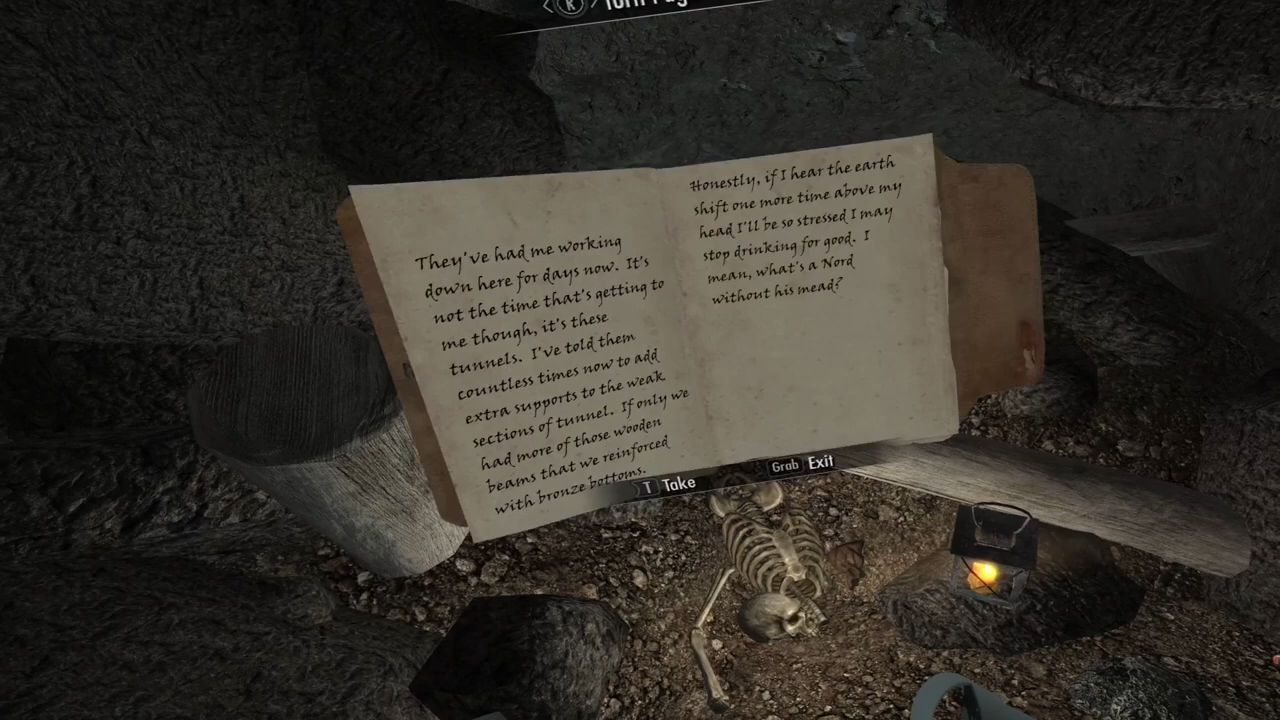 They've had me working
down here for days now. It's
not the time that's getting to
me though, it's these
tunnels. I've told them
countless times now to add
extra supports to the weak
sections of tunnel. If only we
had more of those wooden
beams that we reinforced
with bronze bottoms.
Honestly, if I hear the earth
shift one more time above my
head I'll be so stressed I may
stop drinking for good. I
mean, what's a Nord
without his mead?
T Take
Grab Exit